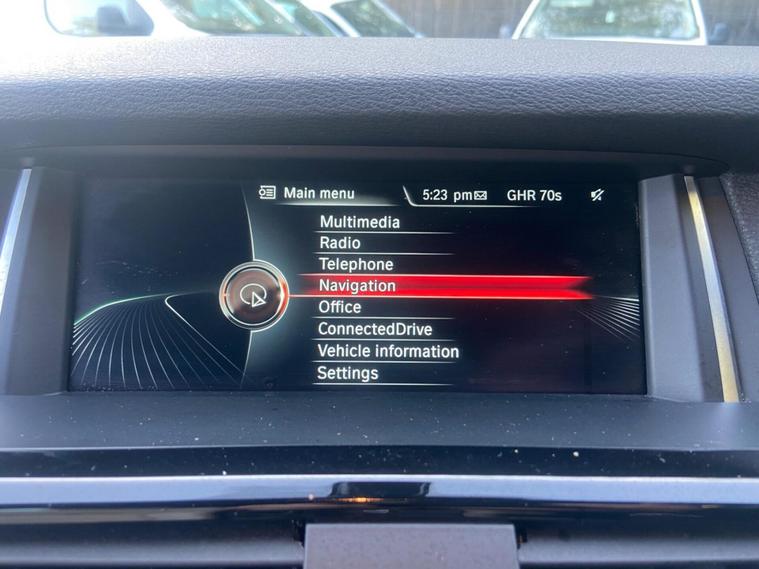 Main menu 5:23 pm GHR 70s
Multimedia
Radio
Telephone
Navigation
Office
ConnectedDrive
Vehicle information
Settings